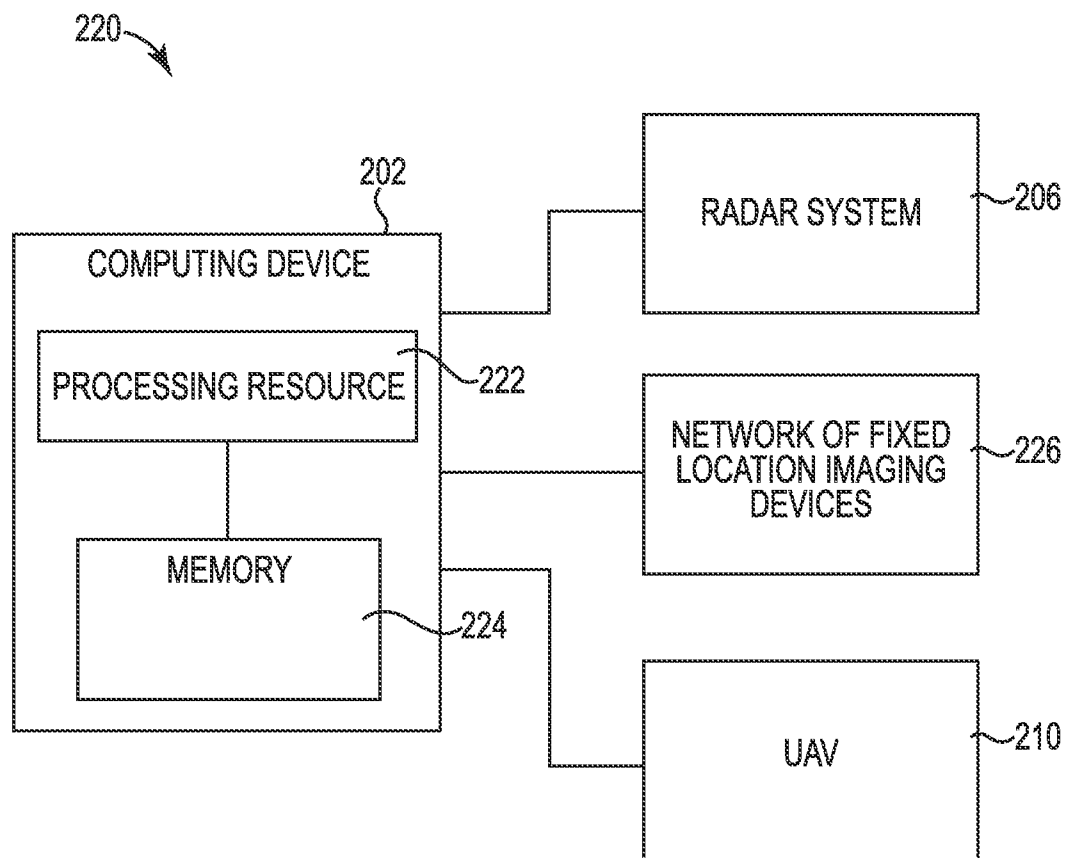 220
202
COMPUTING DEVICE
PROCESSING RESOURCE
222
MEMORY
224
RADAR SYSTEM
206
NETWORK OF FIXED
LOCATION IMAGING
DEVICES
226
UAV
210